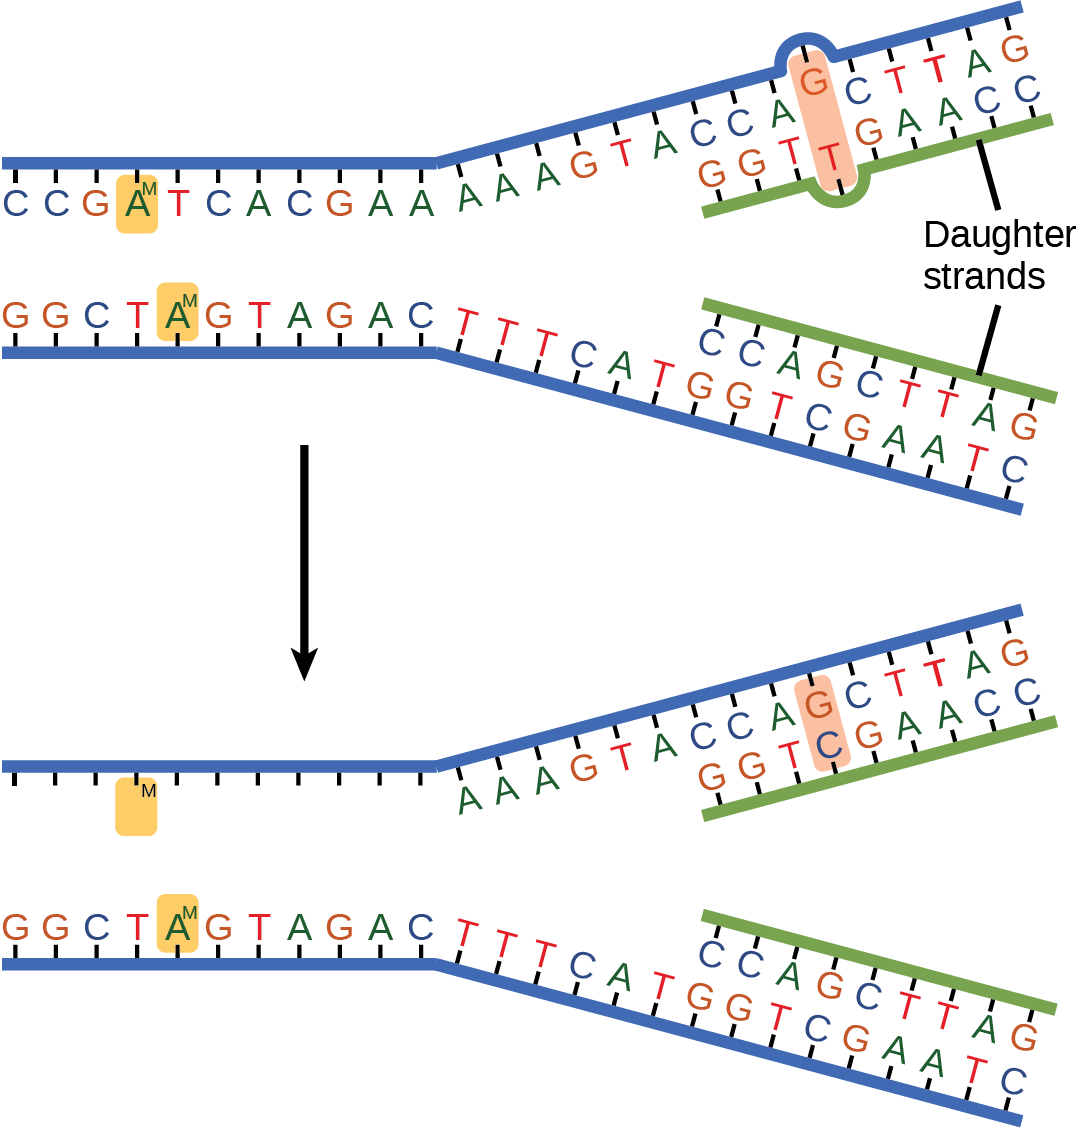 C C G A M T C A C G A A A A A G T A C C A G C T T A G
G G T T G A A C C
Daughter
strands
C C A G C T T A G
G G C T A M G T A G A C T T T C A T G G T C G A A T C
M A A A G T A C C A G C T T A G
G G T C G A A C C
C C A G C T T A G
G G C T A M G T A G A C T T T C A T G G T C G A A T C